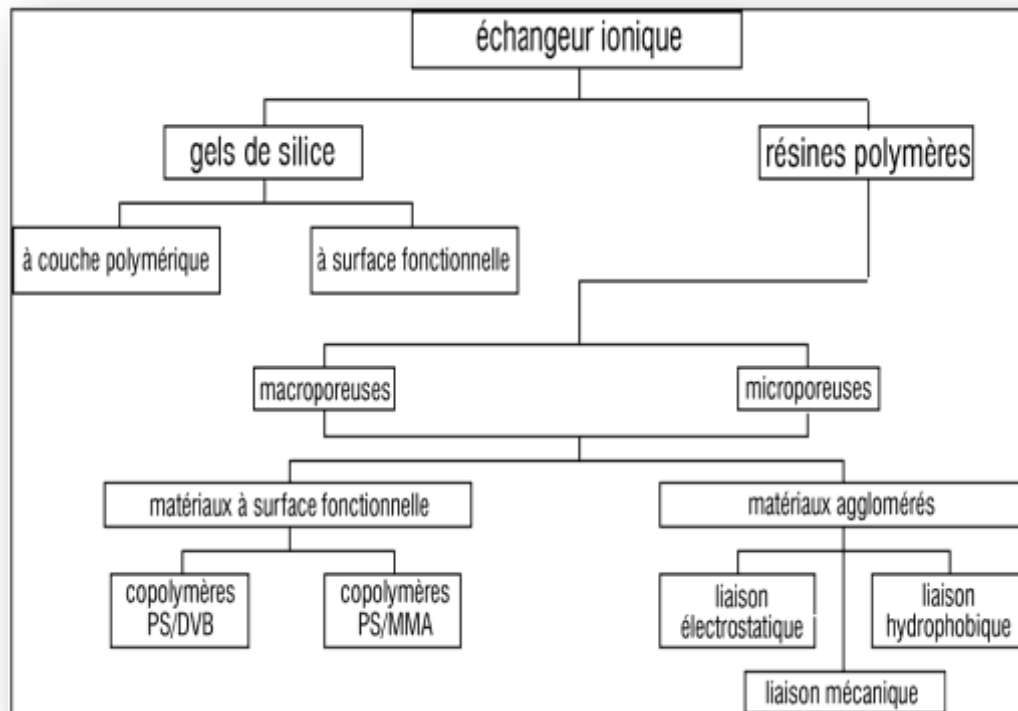 échangeur ionique
gels de silice
résines polymères
à couche polymérique
à surface fonctionnelle
macroporeuses
microporeuses
matériaux à surface fonctionnelle
matériaux agglomérés
copolymères
PS/DVB
copolymères
PS/MMA
liaison
électrostatique
liaison
hydrophobique
liaison mécanique